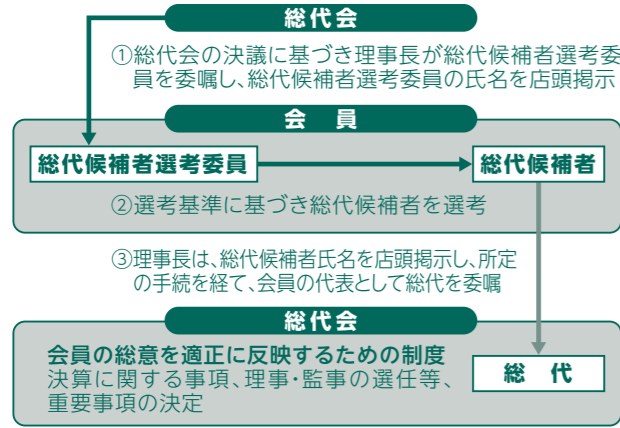 総代会
①総代会の決議に基づき理事長が総代候補者選考委
員を委嘱し、総代候補者選考委員の氏名を店頭掲示
会 員
総代候補者選考委員
総代候補者
②選考基準に基づき総代候補者を選考
③理事長は、総代候補者氏名を店頭掲示し、所定
の手続を経て、会員の代表として総代を委嘱
総代会
会員の総意を適正に反映するための制度
決算に関する事項、理事・監事の選任等、
重要事項の決定
総 代